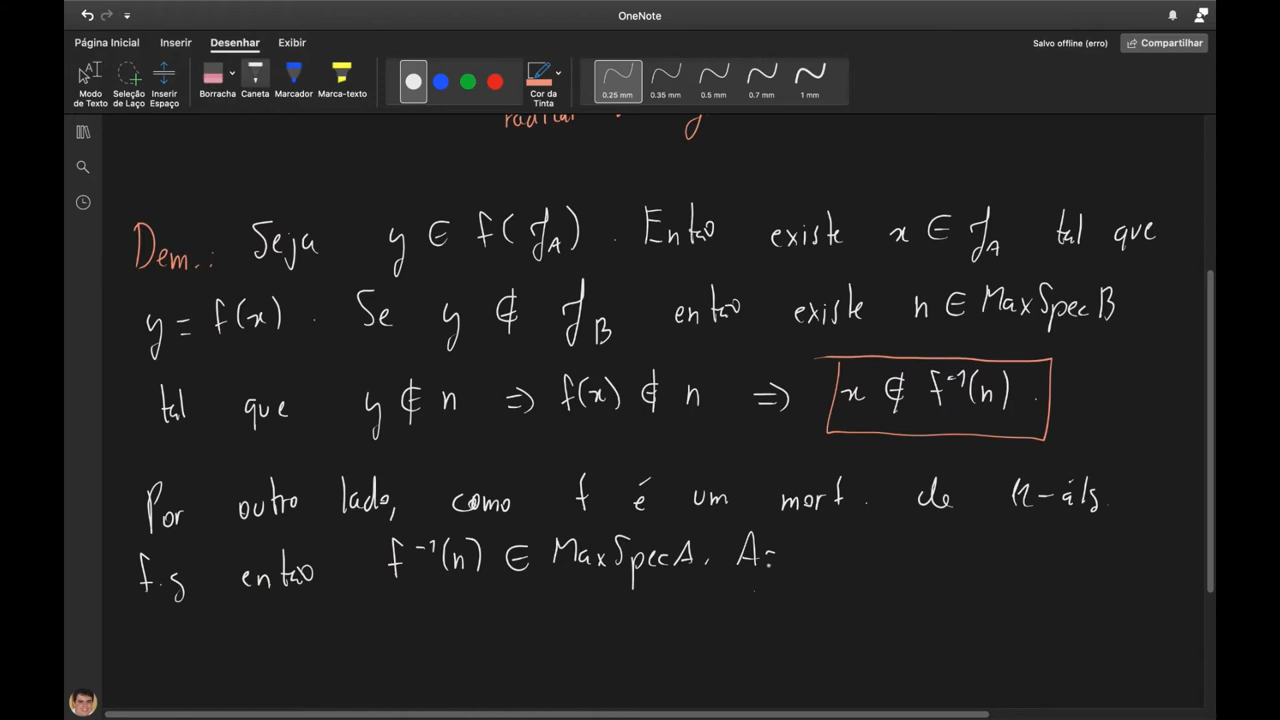 OneNote
Página Inicial Inserir Desenhar Exibir
Salvo offline (erro) Compartilhar
Modo de Texto
Seleção de Laço
Inserir Espaço
Borracha
Caneta
Marcador
Marca-texto
Cor da Tinta
0.25 mm 0.35 mm 0.5 mm 0.7 mm 1 mm
Dem.: Seja y ∈ f(J_A). Então existe x ∈ J_A tal que
y = f(x). Se y ∉ J_B então existe n ∈ MaxSpecB
tal que y ∉ n ⇒ f(x) ∉ n ⇒ x ∉ f⁻¹(n).
Por outro lado, como f é um morf. de k-álg.
f.g então f⁻¹(n) ∈ MaxSpecA.